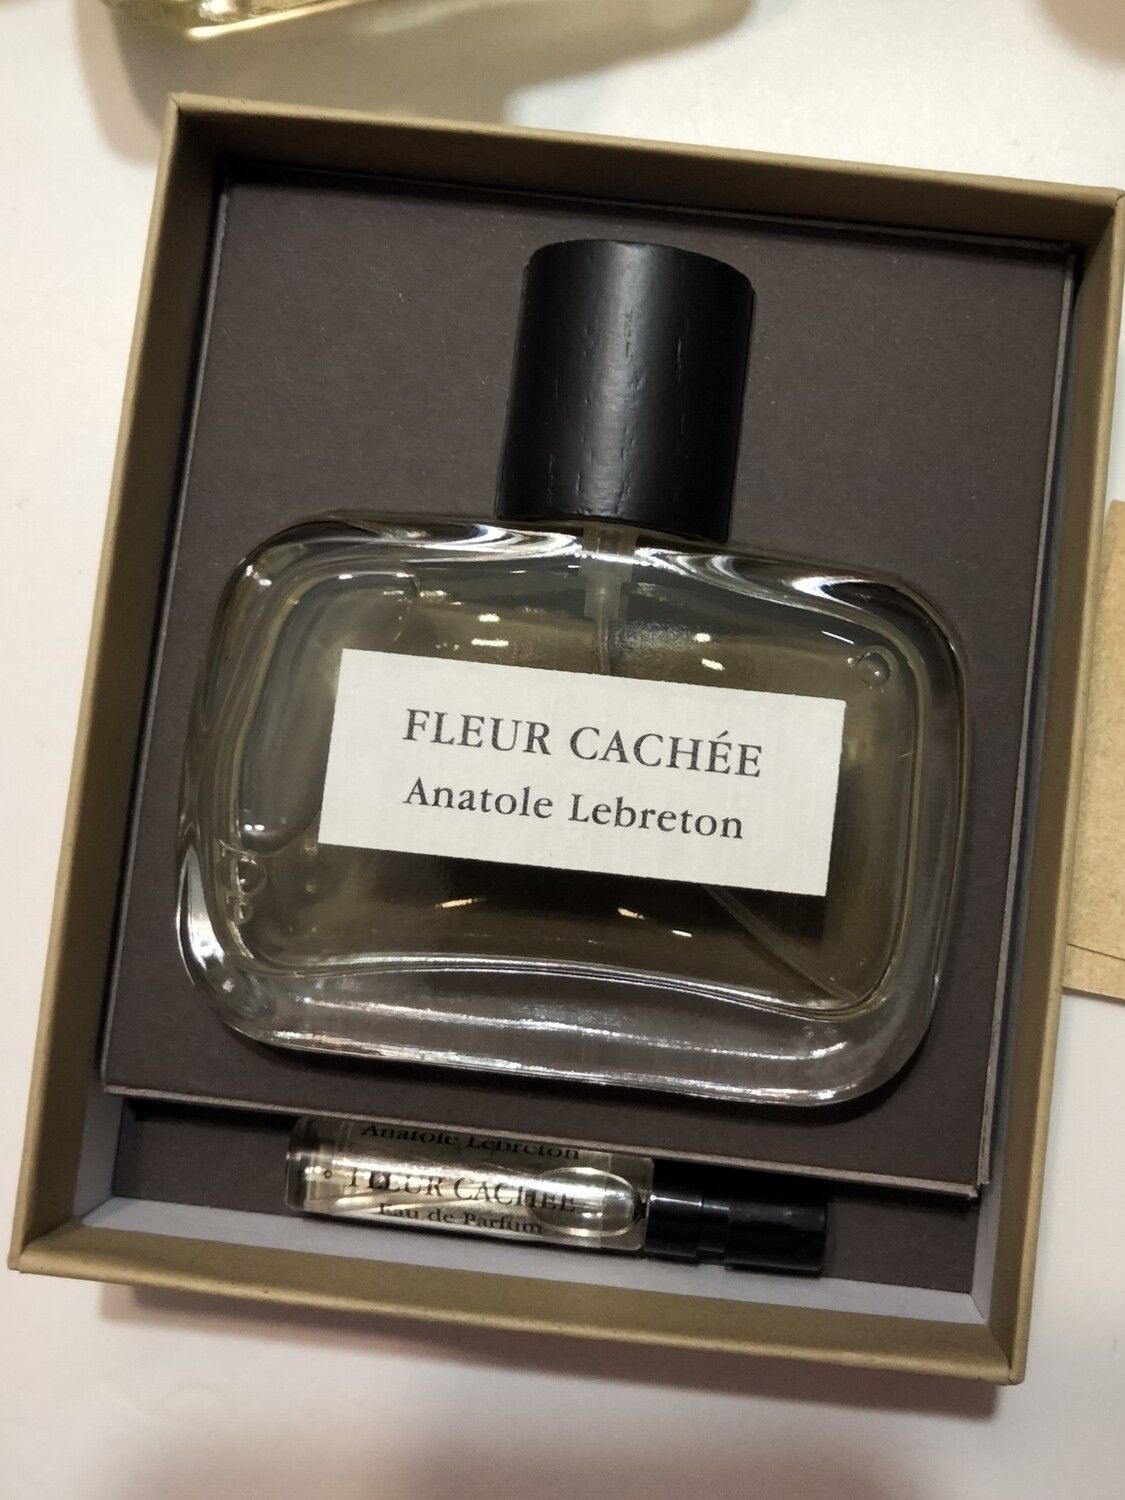 FLEUR CACHÉE
Anatole Lebreton
Anatole Lebreton
FLEUR CACHÉE
Eau de Parfum